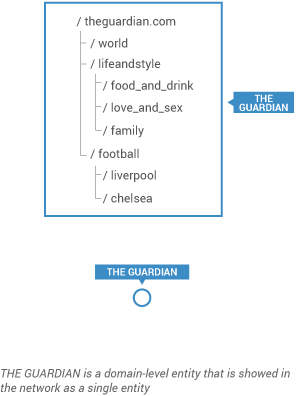 / theguardian.com
/ world
/ lifeandstyle
/ food_and_drink
/ love_and_sex
/ family
/ football
/ liverpool
/ chelsea
THE
GUARDIAN
THE GUARDIAN
THE GUARDIAN is a domain-level entity that is showed in
the network as a single entity